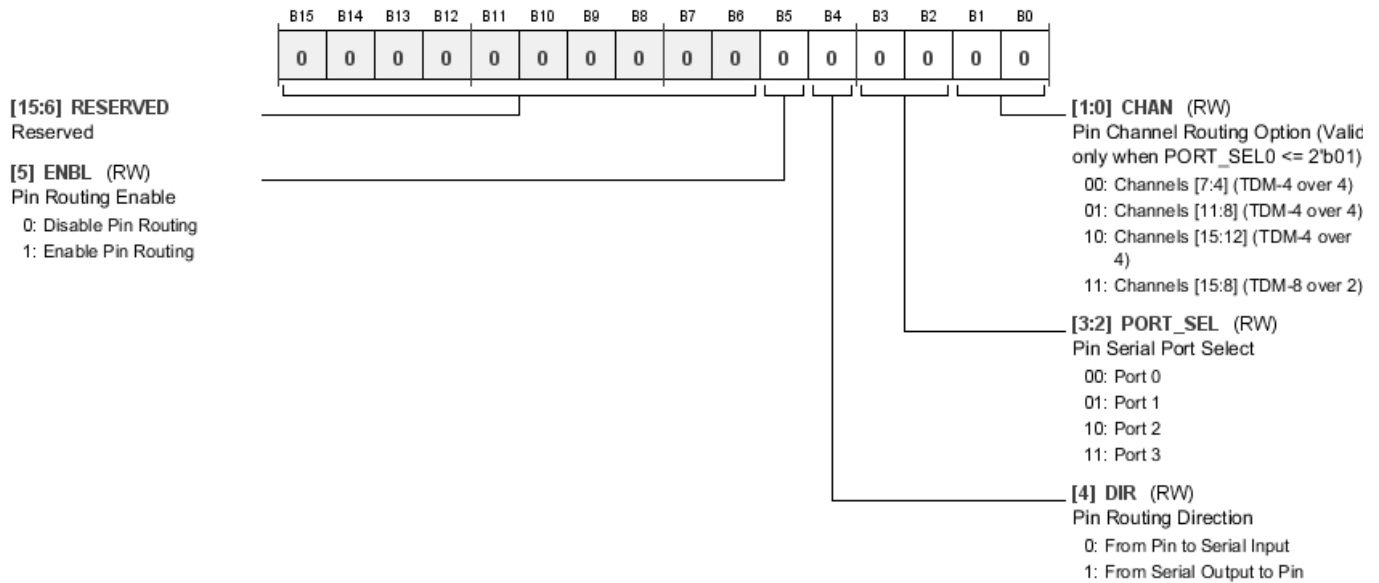 B15 B14 B13 B12 B11 B10 B9 B8 B7 B6 B5 B4 B3 B2 B1 B0
0 0 0 0 0 0 0 0 0 0 0 0 0 0 0 0
[15:6] RESERVED
Reserved
[5] ENBL (RW)
Pin Routing Enable
0: Disable Pin Routing
1: Enable Pin Routing
[1:0] CHAN (RW)
Pin Channel Routing Option (Valid
only when PORT_SEL0 <= 2'b01)
00: Channels [7:4] (TDM-4 over 4)
01: Channels [11:8] (TDM-4 over 4)
10: Channels [15:12] (TDM-4 over
4)
11: Channels [15:8] (TDM-8 over 2)
[3:2] PORT_SEL (RW)
Pin Serial Port Select
00: Port 0
01: Port 1
10: Port 2
11: Port 3
[4] DIR (RW)
Pin Routing Direction
0: From Pin to Serial Input
1: From Serial Output to Pin